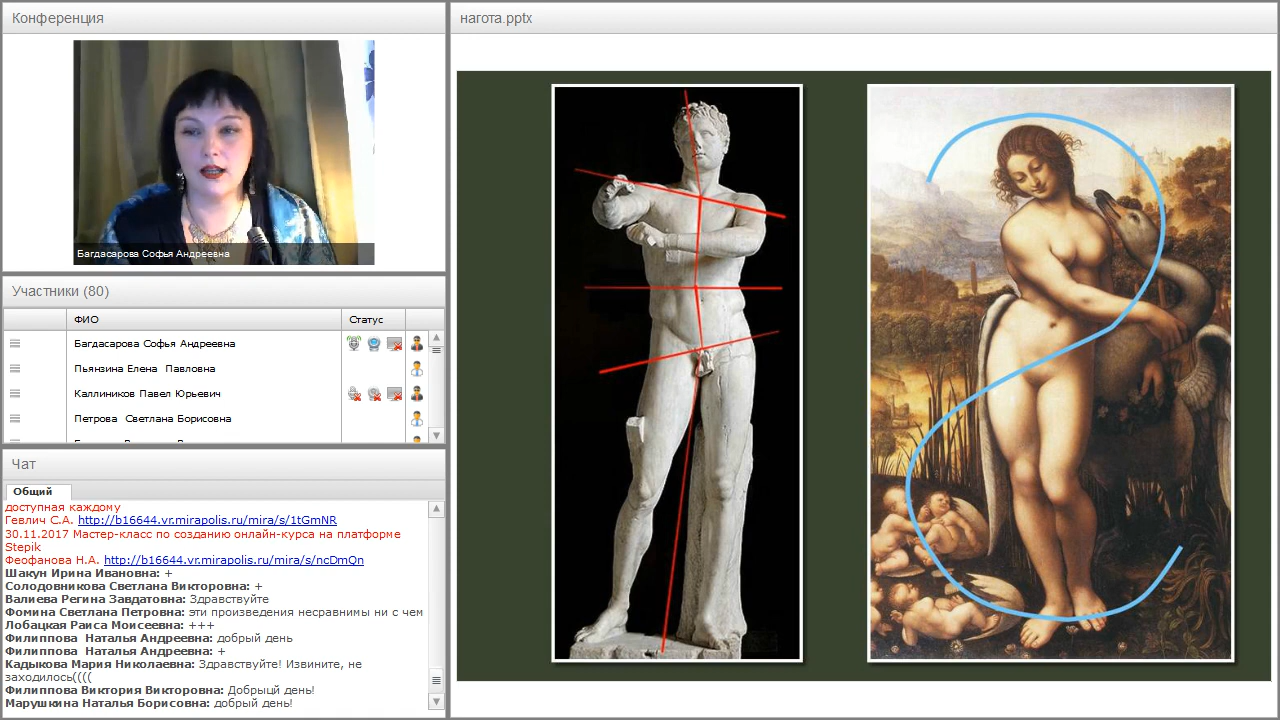 Конференция
Багдасарова Софья Андреевна
Участники (80)
ФИО
Статус
Багдасарова Софья Андреевна
Пьянзина Елена Павловна
Каллиников Павел Юрьевич
Петрова Светлана Борисовна
Чат
Общий
доступная каждому
Гевлич С.А. http://b16644.vr.mirapolis.ru/mira/s/1tGmNR
30.11.2017 Мастер-класс по созданию онлайн-курса на платформе
Stepik
Феофанова Н.А. http://b16644.vr.mirapolis.ru/mira/s/ncDmQn
Шакун Ирина Ивановна: +
Солодовникова Светлана Викторовна: +
Валиева Регина Завдатовна: Здравствуйте
Фомина Светлана Петровна: эти произведения несравнимы ни с чем
Лобацкая Раиса Моисеевна: +++
Филиппова Наталья Андреевна: добрый день
Филиппова Наталья Андреевна: +
Кадыкова Мария Николаевна: Здравствуйте! Извините, не
заходилось((((
Филиппова Виктория Викторовна: Добрыцй день!
Марушкина Наталья Борисовна: добрый день!
нагота.pptx